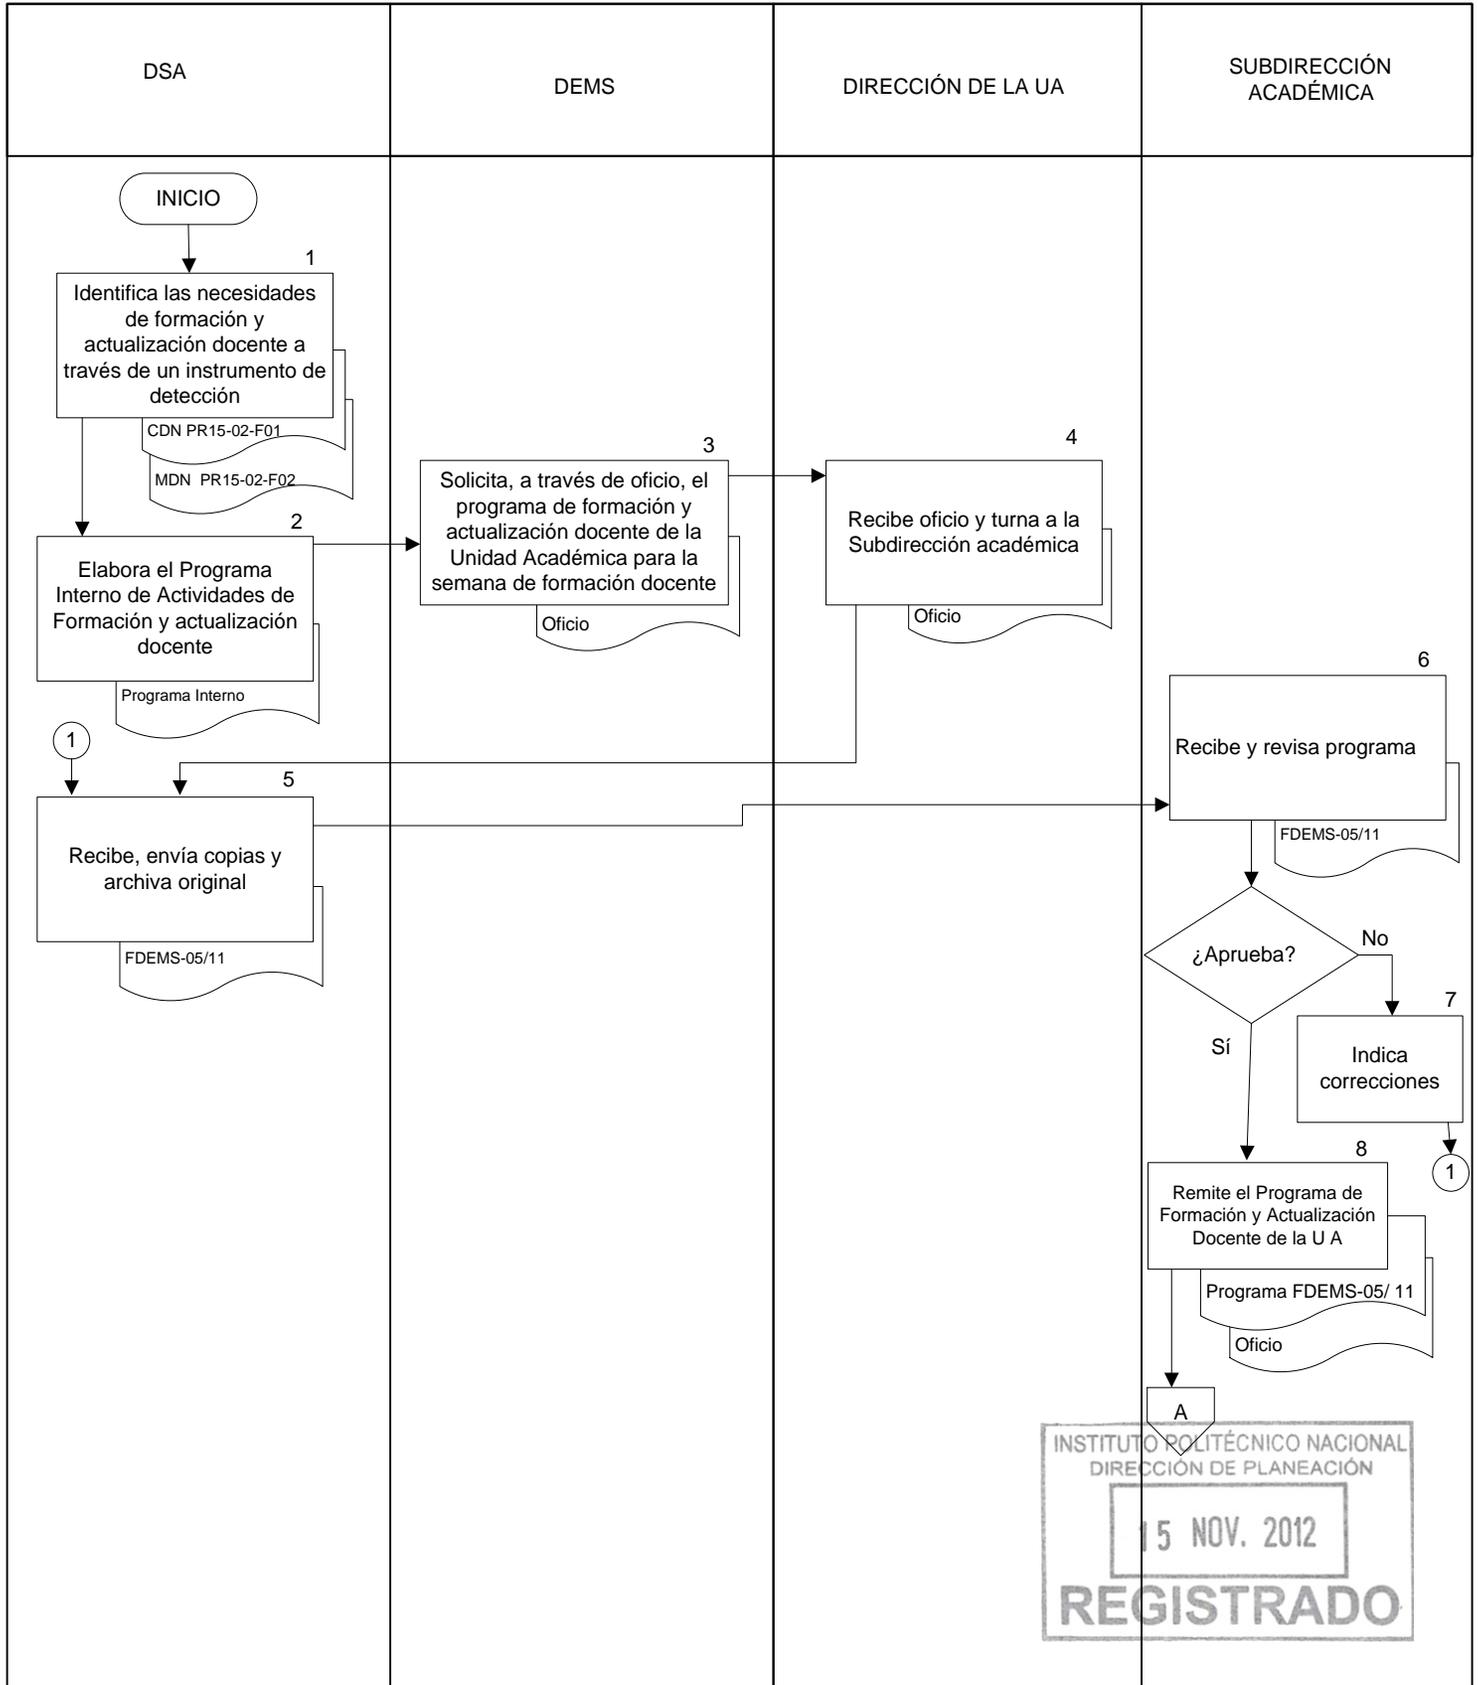 DSA
DEMS
DIRECCIÓN DE LA UA
SUBDIRECCIÓN
ACADÉMICA
INICIO
1
Identifica las necesidades
de formación y
actualización docente a
través de un instrumento de
detección
CDN PR15-02-F01
MDN PR15-02-F02
2
Elabora el Programa
Interno de Actividades de
Formación y actualización
docente
Programa Interno
3
Solicita, a través de oficio, el
programa de formación y
actualización docente de la
Unidad Académica para la
semana de formación docente
Oficio
4
Recibe oficio y turna a la
Subdirección académica
Oficio
1
5
Recibe, envía copias y
archiva original
FDEMS-05/11
6
Recibe y revisa programa
FDEMS-05/11
¿Aprueba?
No
Sí
7
Indica
correcciones
1
8
Remite el Programa de
Formación y Actualización
Docente de la U A
Programa FDEMS-05/ 11
Oficio
A
INSTITUTO POLITÉCNICO NACIONAL
DIRECCIÓN DE PLANEACIÓN
15 NOV. 2012
REGISTRADO